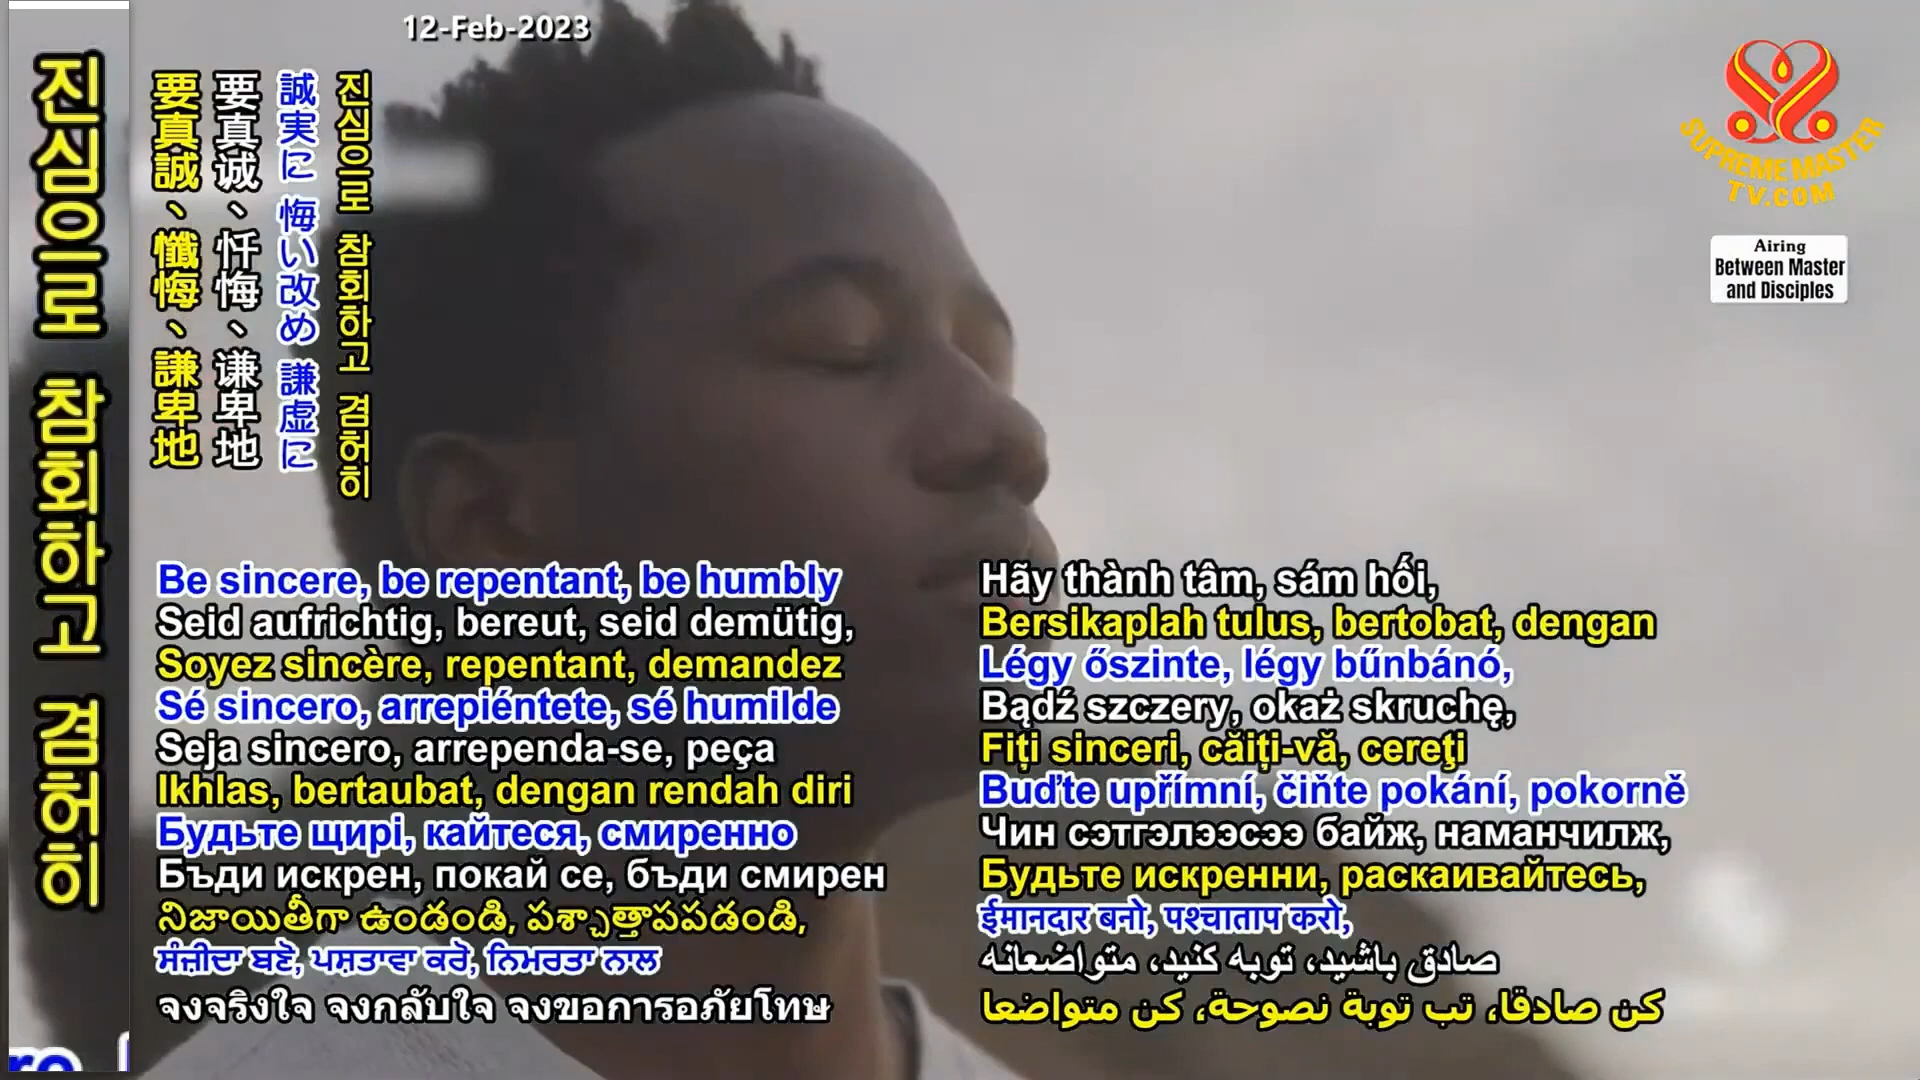 12-Feb-2023
진심으로 참회하고 겸허히
要真誠、懺悔、謙卑地
要真诚、忏悔、谦卑地
誠実に 悔い改め 謙虚に
진심으로 참회하고 겸허히
SUPREME MASTER
TV.COM
Airing
Between Master
and Disciples
Be sincere, be repentant, be humbly
Seid aufrichtig, bereut, seid demütig,
Soyez sincère, repentant, demandez
Sé sincero, arrepiéntete, sé humilde
Seja sincero, arrependa-se, peça
Ikhlas, bertaubat, dengan rendah diri
Будьте щирі, кайтеся, смиренно
Бъди искрен, покай се, бъди смирен
నిజాయితీగా ఉండండి, పశ్చాత్తాపపడండి,
ਸੰਜ਼ੀਦਾ ਬਣੋ, ਪਸ਼ਤਾਵਾ ਕਰੋ, ਨਿਮਰਤਾ ਨਾਲ
จงจริงใจ จงกลับใจ จงขอการอภัยโทษ
Hãy thành tâm, sám hối,
Bersikaplah tulus, bertobat, dengan
Légy őszinte, légy bűnbánó,
Bądź szczery, okaż skruchę,
Fiți sinceri, căiți-vă, cereţi
Buďte upřímní, čiňte pokání, pokorně
Чин сэтгэлээсээ байж, наманчилж,
Будьте искренни, раскаивайтесь,
ईमानदार बनो, पश्चाताप करो,
صادق باشید، توبه کنید، متواضعانه
كن صادقا، تب توبة نصوحة، كن متواضعا
ro,